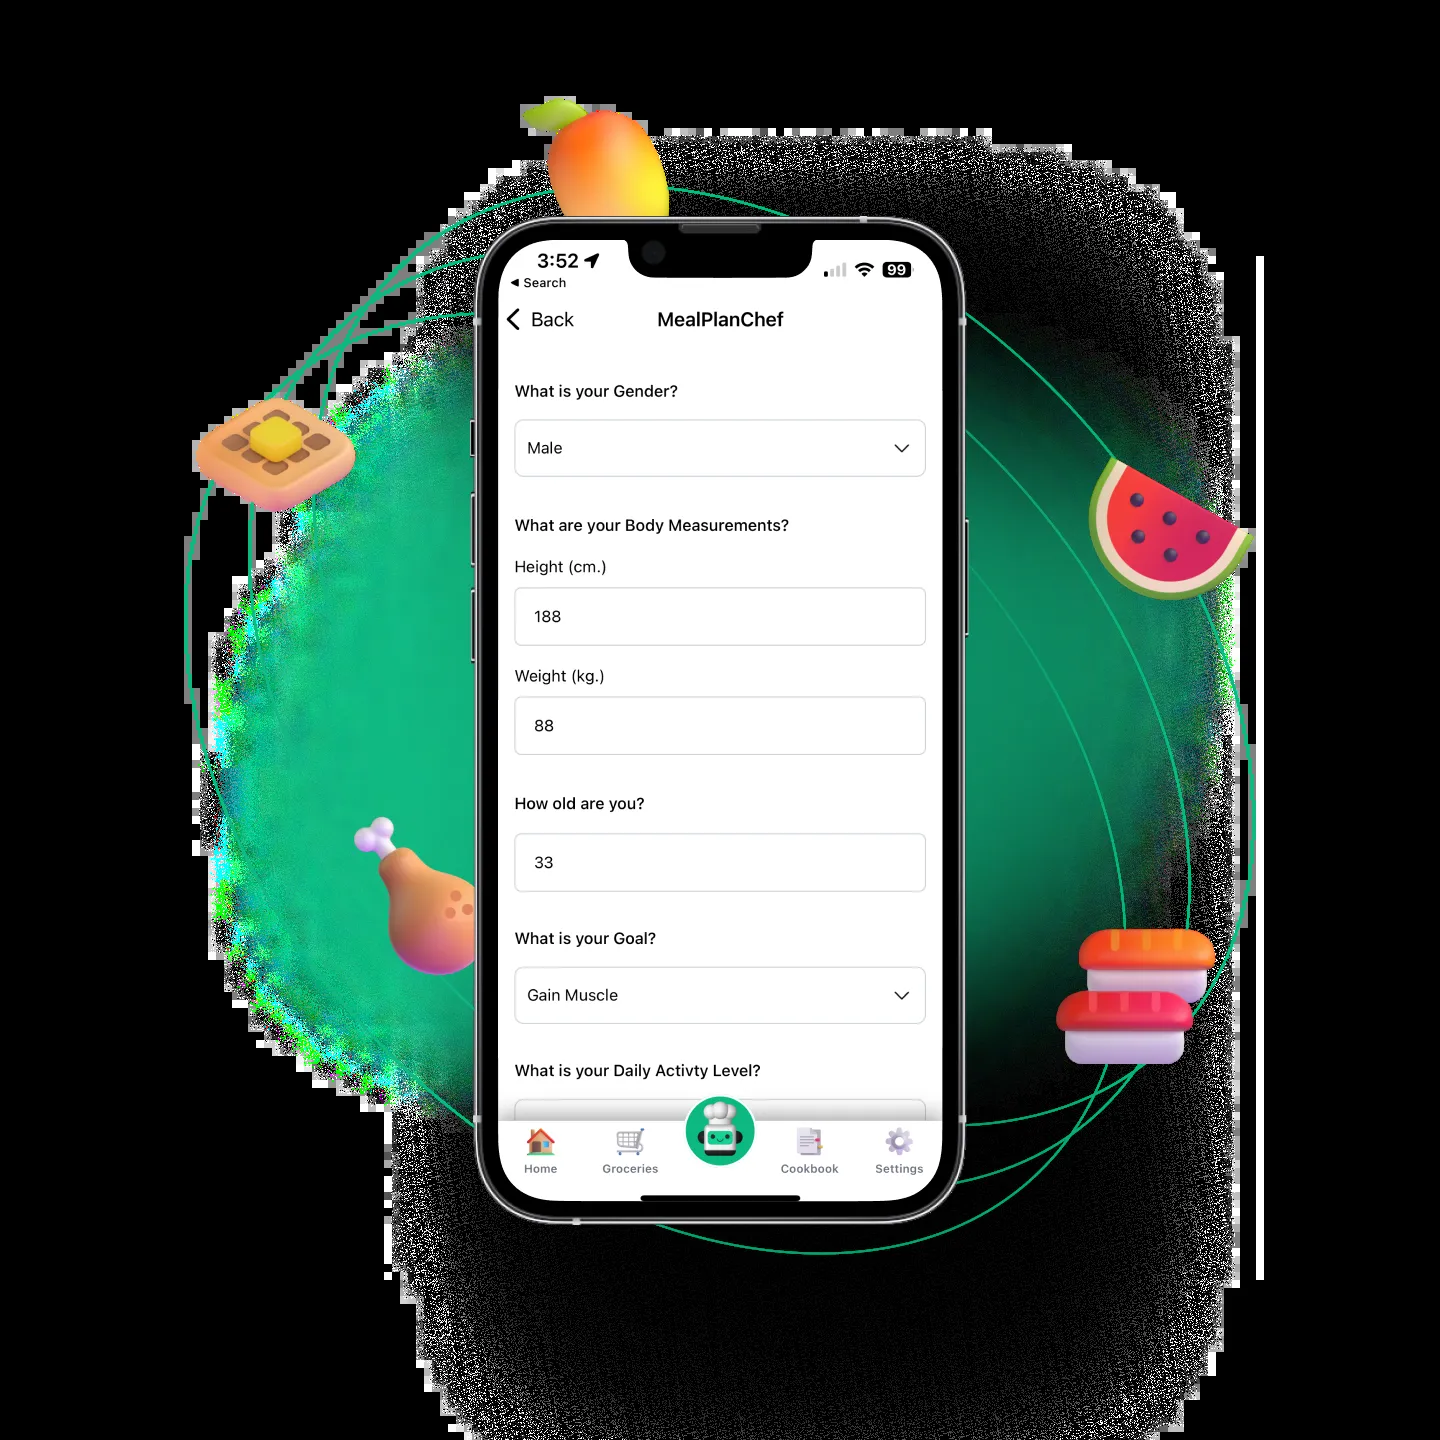 3:52
99
Search
Back
MealPlanChef
What is your Gender?
Male
What are your Body Measurements?
Height (cm.)
188
Weight (kg.)
88
How old are you?
33
What is your Goal?
Gain Muscle
What is your Daily Activty Level?
Home
Groceries
Cookbook
Settings